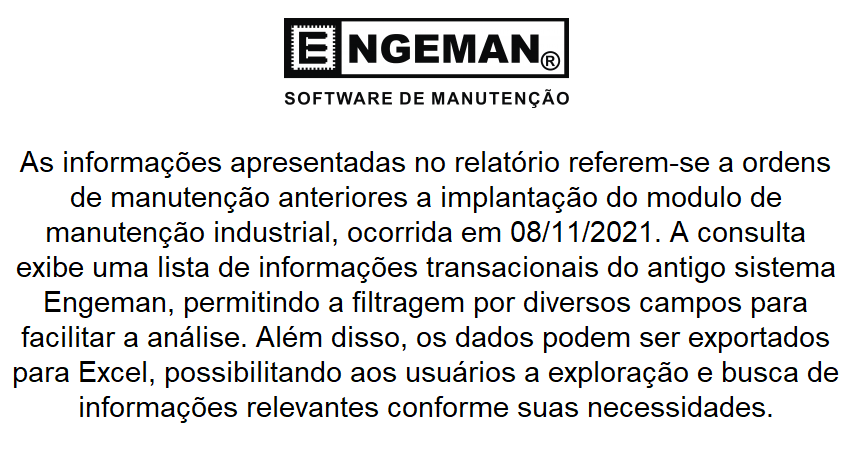 ENGEMAN®
SOFTWARE DE MANUTENÇÃO
As informações apresentadas no relatório referem-se a ordens
de manutenção anteriores a implantação do modulo de
manutenção industrial, ocorrida em 08/11/2021. A consulta
exibe uma lista de informações transacionais do antigo sistema
Engeman, permitindo a filtragem por diversos campos para
facilitar a análise. Além disso, os dados podem ser exportados
para Excel, possibilitando aos usuários a exploração e busca de
informações relevantes conforme suas necessidades.